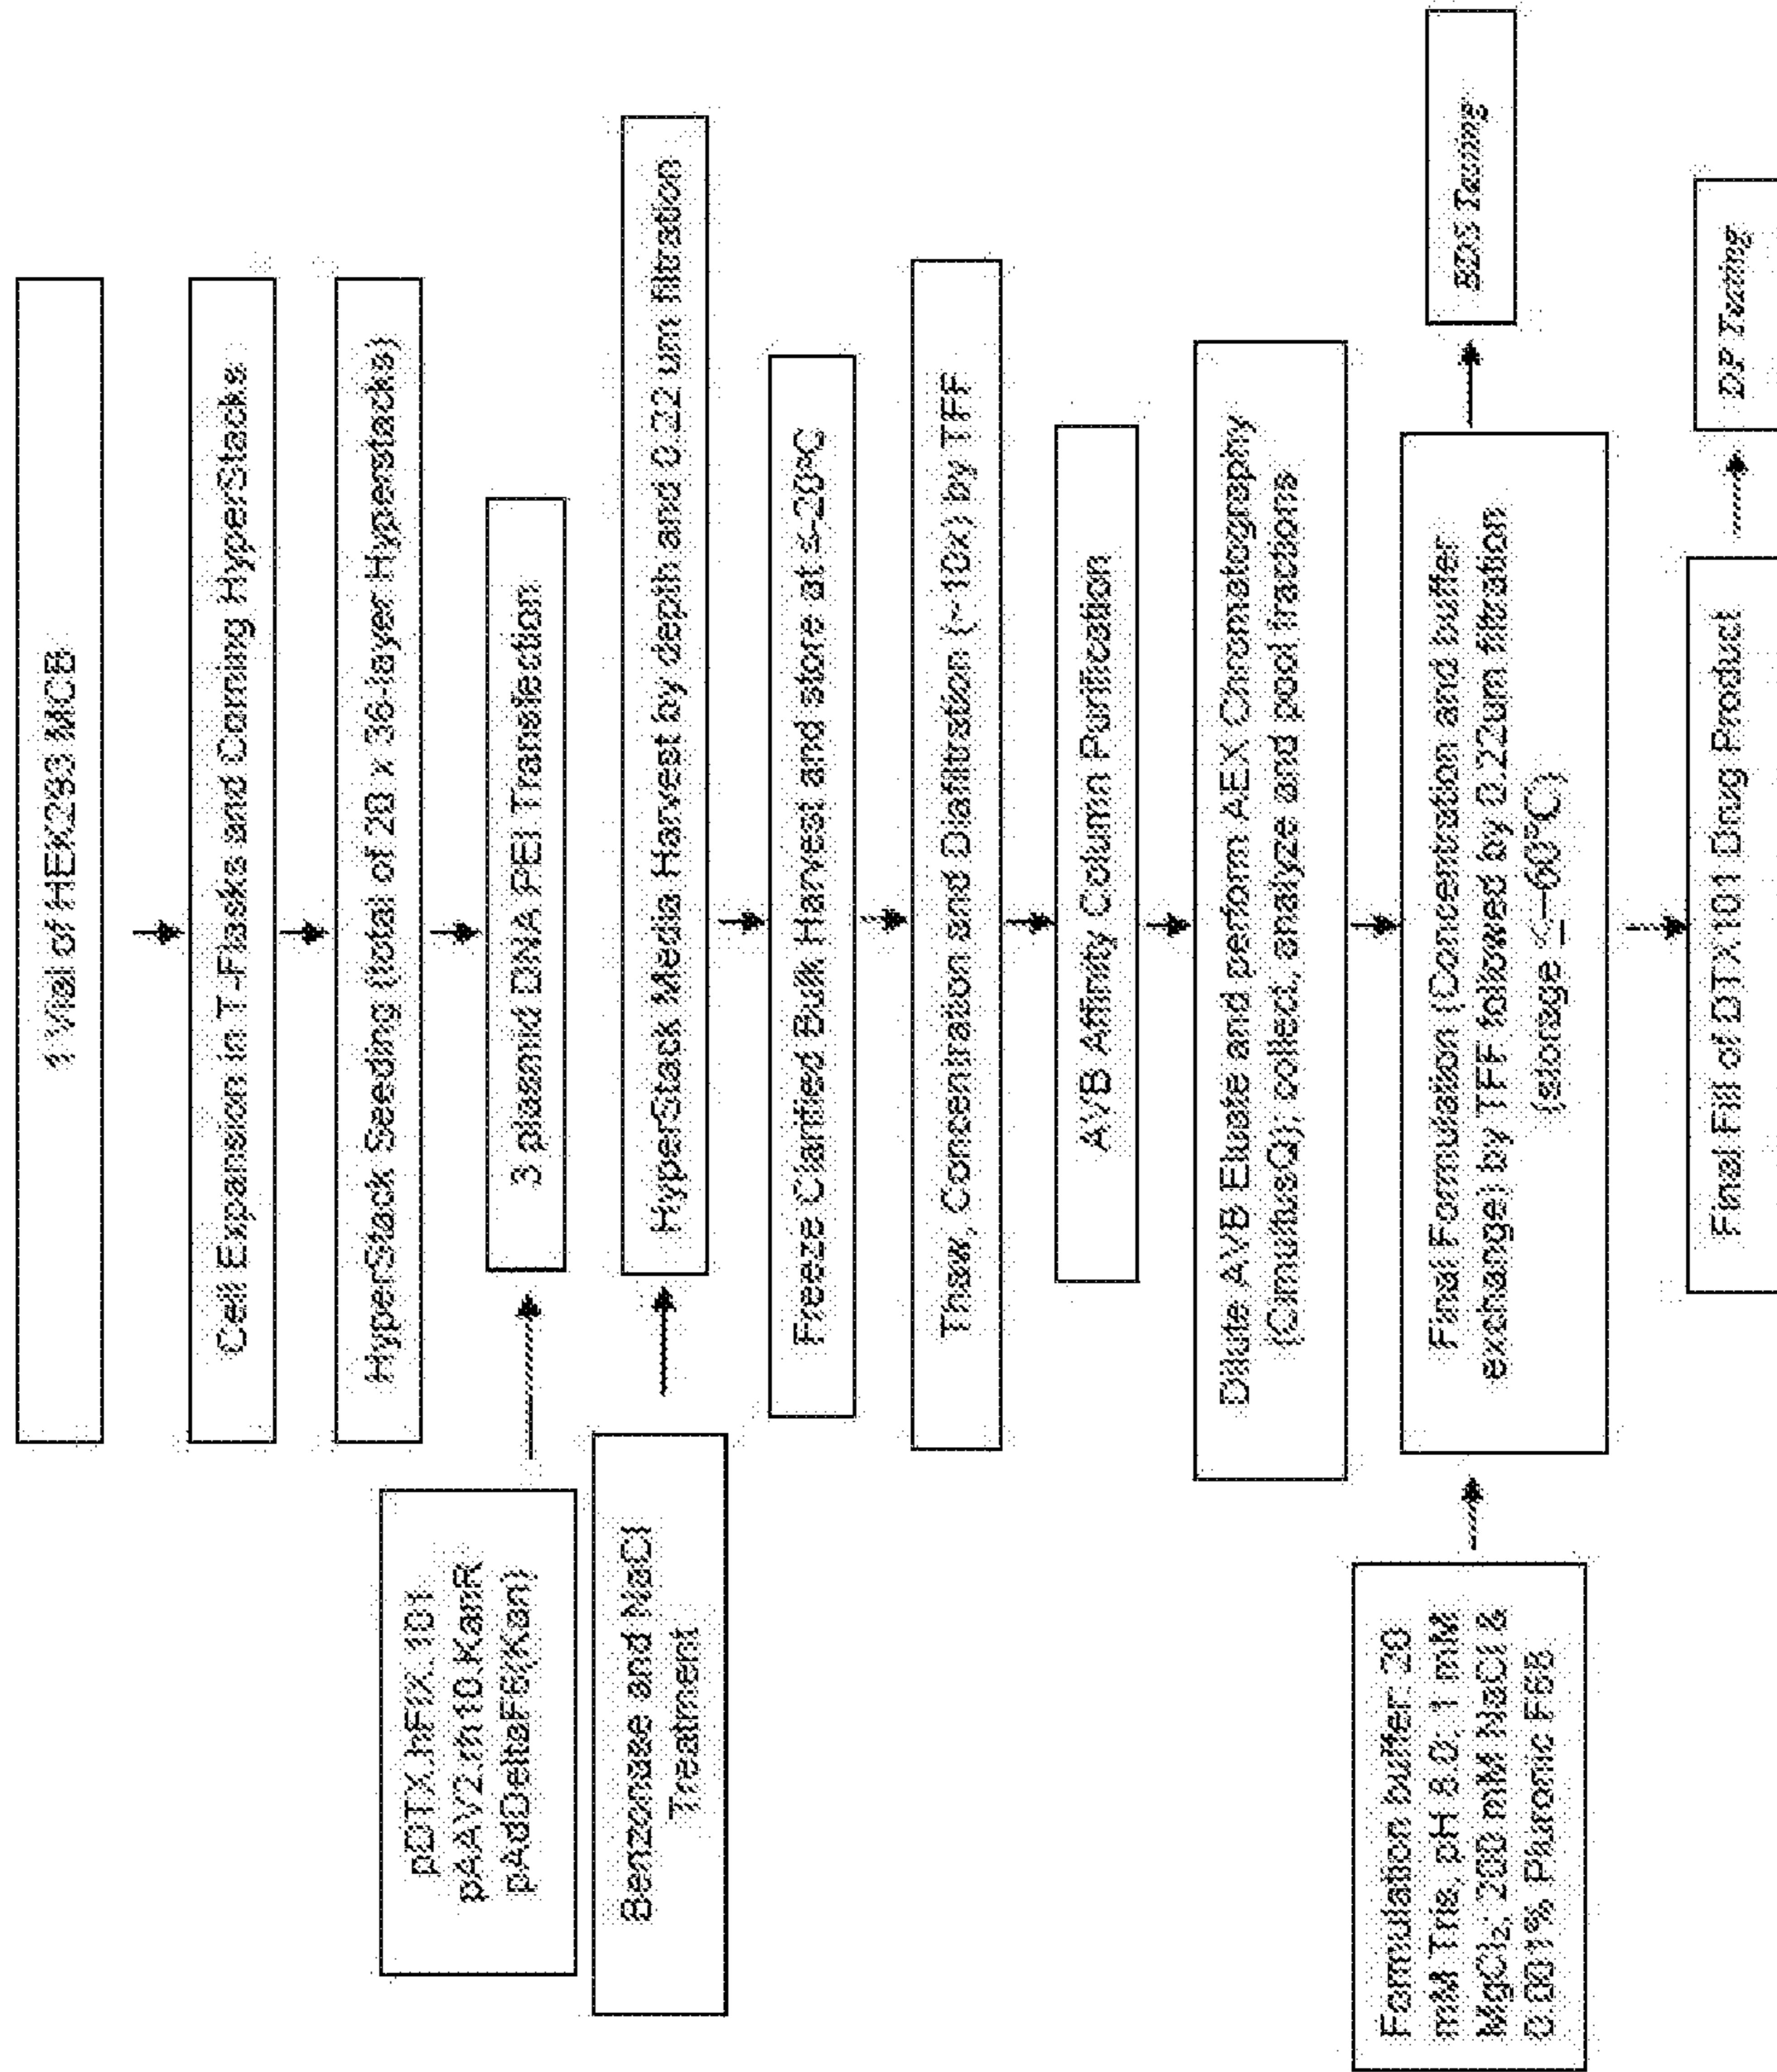 1 Vial of HEK293 MCB
Cell Expansion in T-Flasks and Corning HyperStacks
HyperStack Seeding (total of 28 x 36-layer Hyperstacks)
pDTX.hFIX.101
pAAV2.rh10.KanR
pAdDeltaF6(Kan)
3 plasmid DNA PEI Transfection
Benzonase and NaCl
Treatment
HyperStack Media Harvest by depth and 0.22 um filtration
Freeze Clarified Bulk Harvest and store at ≤-20°C
Thaw, Concentration and Diafiltration (~10x) by TFF
AVB Affinity Column Purification
Dilute AVB Eluate and perform AEX Chromatography
(CimultusQ); collect, analyze and pool fractions
Formulation buffer: 20
mM Tris, pH 8.0, 1 mM
MgCl₂, 200 mM NaCl &
0.001% Pluronic F68
Final Formulation (Concentration and buffer
exchange) by TFF followed by 0.22um filtration
(storage ≤ -60°C)
BDS Testing
Final Fill of DTX101 Drug Product
DP Testing